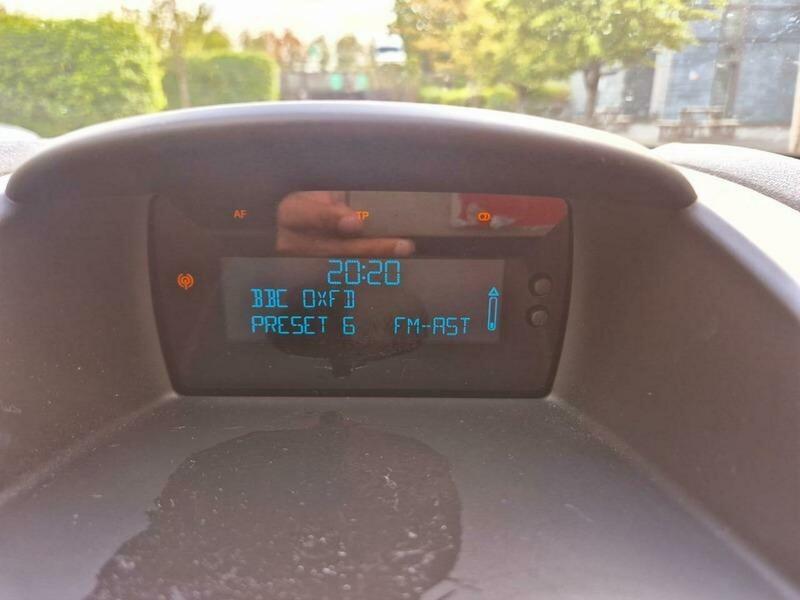 AF TP
20:20
BBC OXFD
PRESET 6 FM-AST